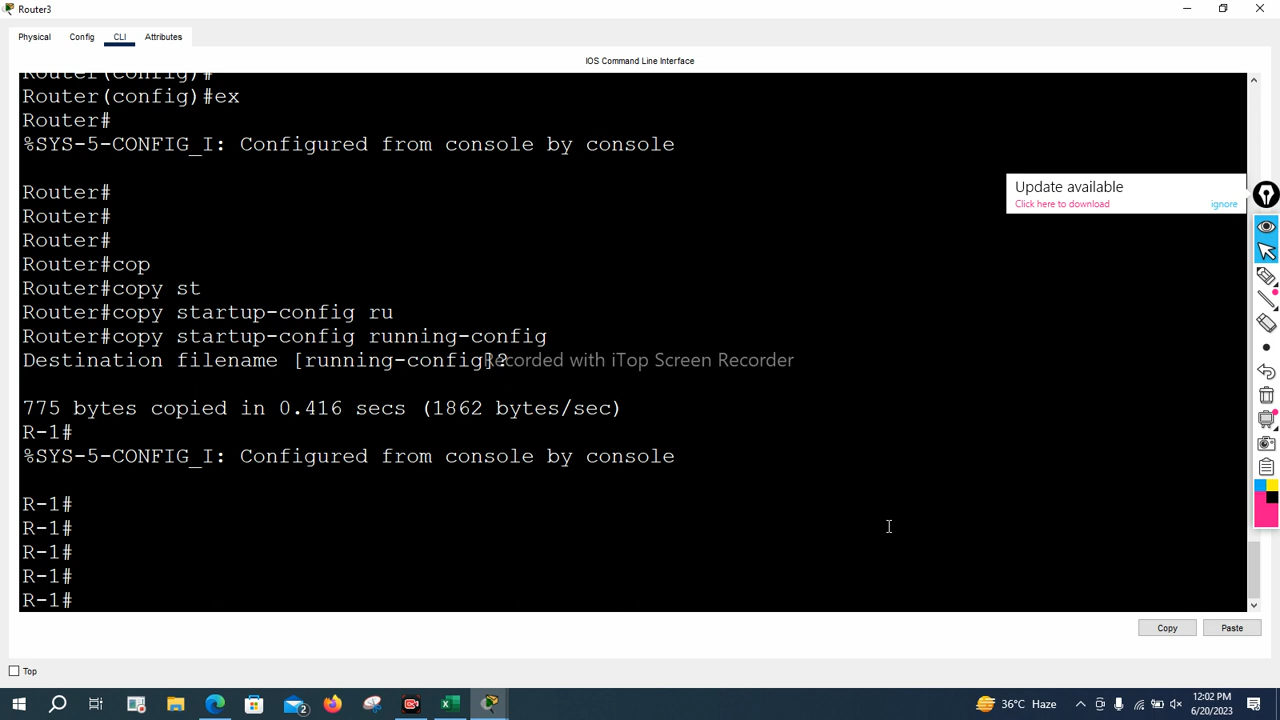 Router3
Physical Config CLI Attributes
IOS Command Line Interface
Router(config)#
Router(config)#ex
Router#
%SYS-5-CONFIG_I: Configured from console by console
Router#
Router#
Router#
Router#cop
Router#copy st
Router#copy startup-config ru
Router#copy startup-config running-config
Destination filename [running-config]?
Recorded with iTop Screen Recorder
775 bytes copied in 0.416 secs (1862 bytes/sec)
R-1#
%SYS-5-CONFIG_I: Configured from console by console
R-1#
R-1#
R-1#
R-1#
R-1#
Update available
Click here to download ignore
Copy Paste
Top
2
36°C Haze
12:02 PM
6/20/2023